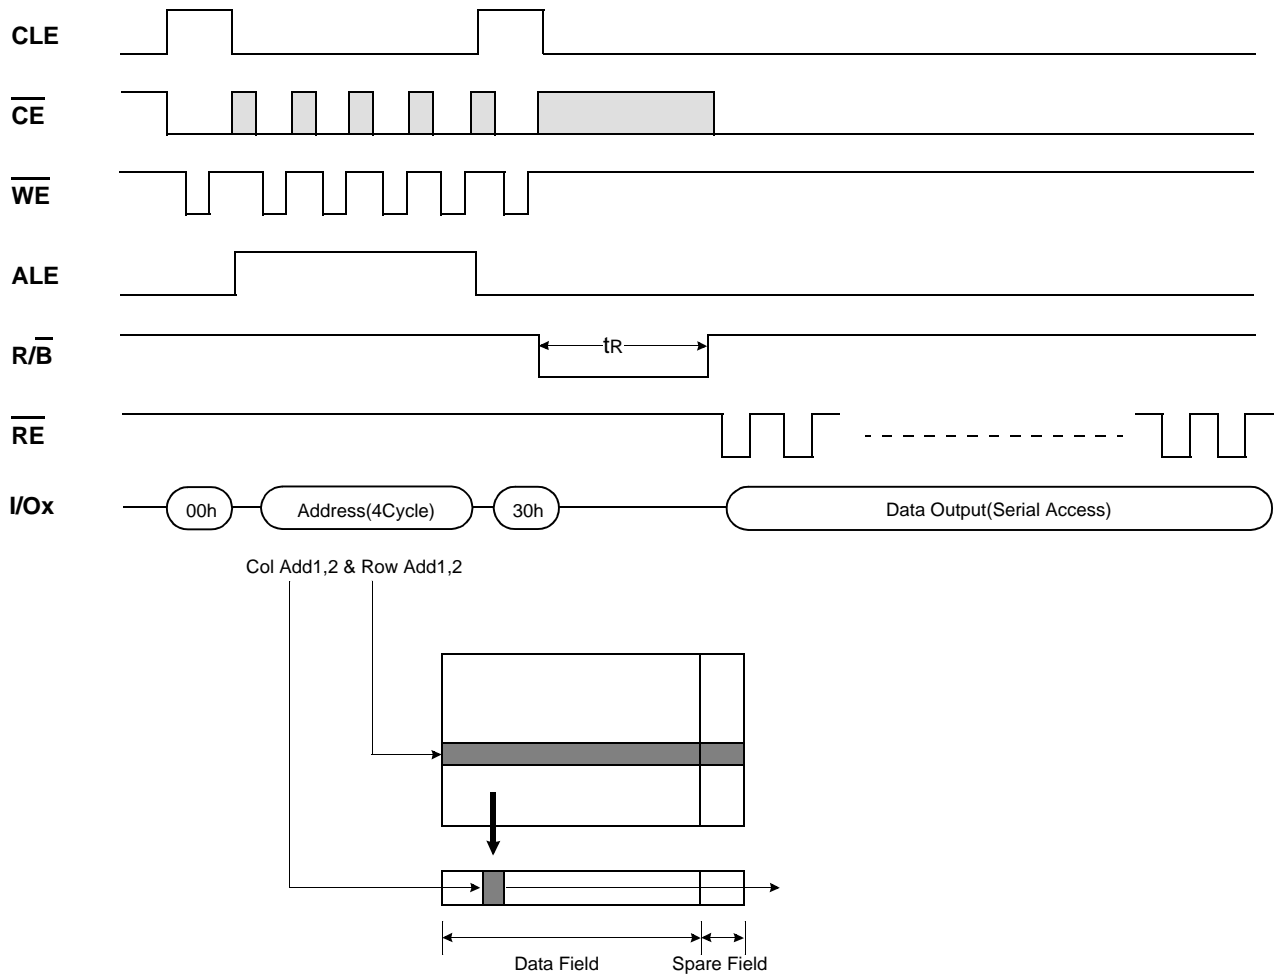 CLE
CE
WE
ALE
R/B
tR
RE
I/Ox
00h
Address(4Cycle)
30h
Data Output(Serial Access)
Col Add1,2 & Row Add1,2
Data Field
Spare Field